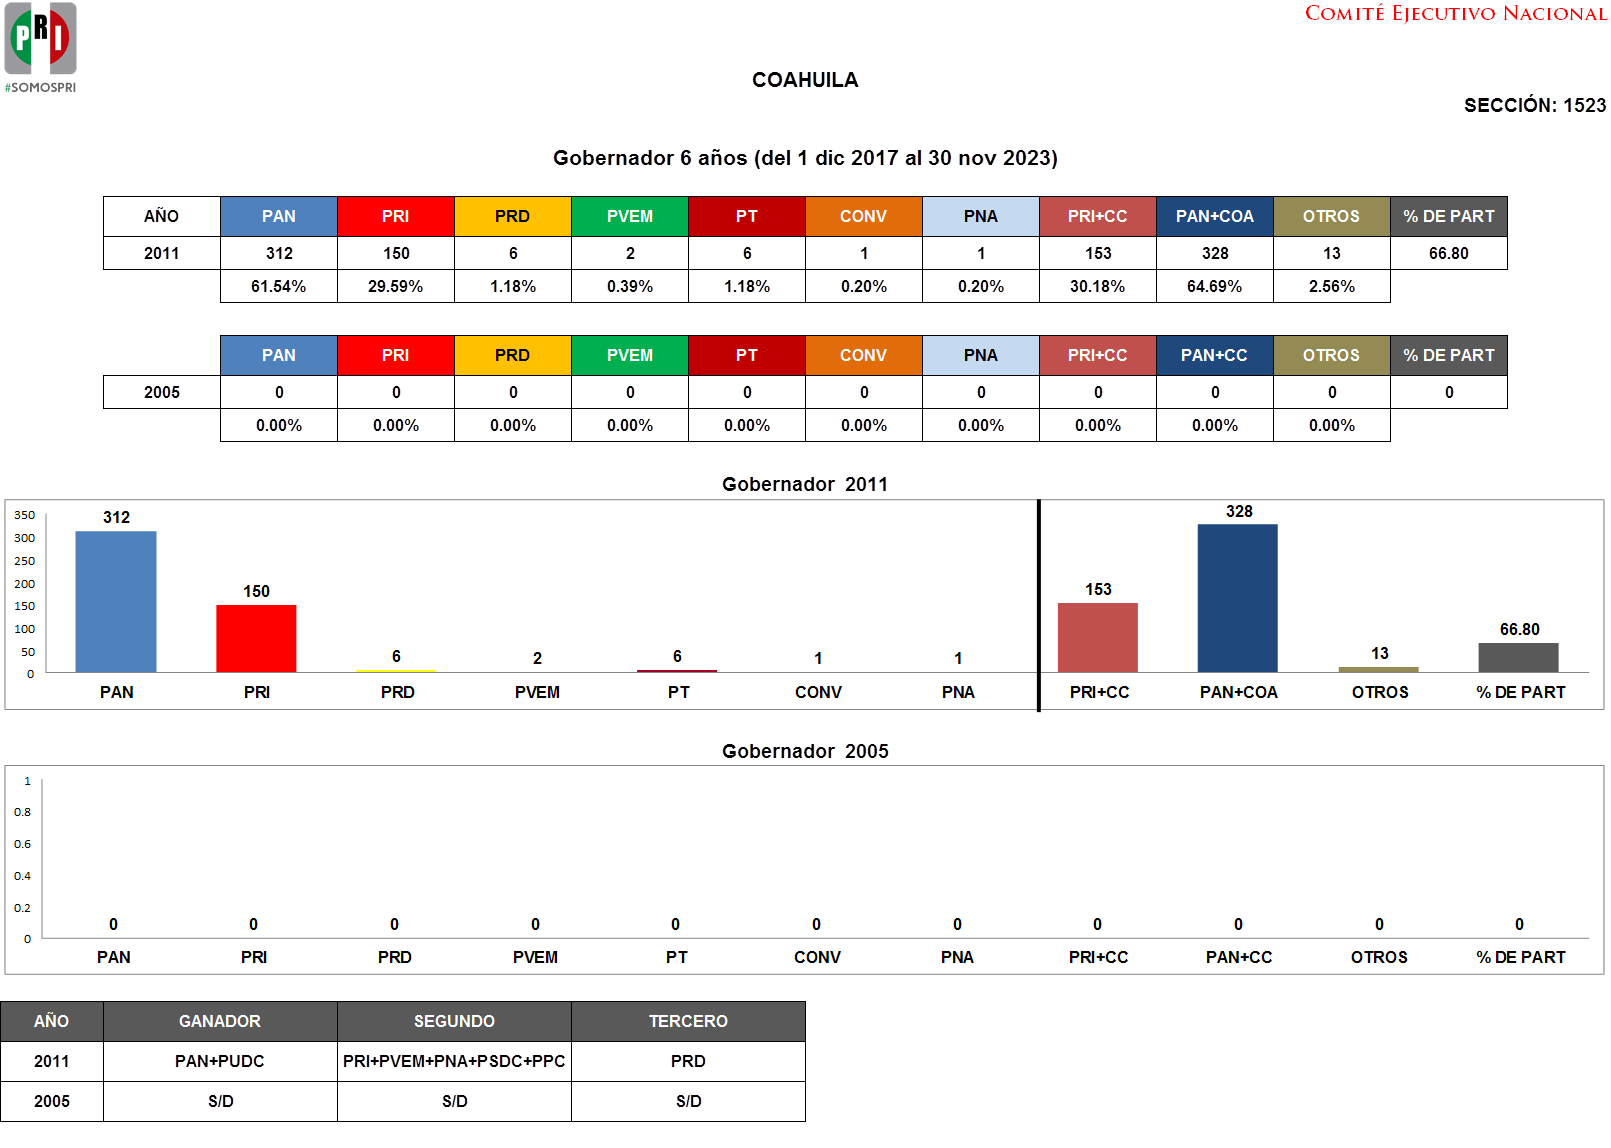 PRI
#SOMOSPRI
Comité Ejecutivo Nacional
COAHUILA
SECCIÓN: 1523
Gobernador 6 años (del 1 dic 2017 al 30 nov 2023)
AÑO PAN PRI PRD PVEM PT CONV PNA PRI+CC PAN+COA OTROS % DE PART
2011 312 150 6 2 6 1 1 153 328 13 66.80
61.54% 29.59% 1.18% 0.39% 1.18% 0.20% 0.20% 30.18% 64.69% 2.56%
PAN PRI PRD PVEM PT CONV PNA PRI+CC PAN+CC OTROS % DE PART
2005 0 0 0 0 0 0 0 0 0 0 0
0.00% 0.00% 0.00% 0.00% 0.00% 0.00% 0.00% 0.00% 0.00% 0.00%
Gobernador 2011
350
300
250
200
150
100
50
0
312 150 6 2 6 1 1 153 328 13 66.80
PAN PRI PRD PVEM PT CONV PNA PRI+CC PAN+COA OTROS % DE PART
Gobernador 2005
1
0.8
0.6
0.4
0.2
0
0 0 0 0 0 0 0 0 0 0 0
PAN PRI PRD PVEM PT CONV PNA PRI+CC PAN+CC OTROS % DE PART
AÑO GANADOR SEGUNDO TERCERO
2011 PAN+PUDC PRI+PVEM+PNA+PSDC+PPC PRD
2005 S/D S/D S/D